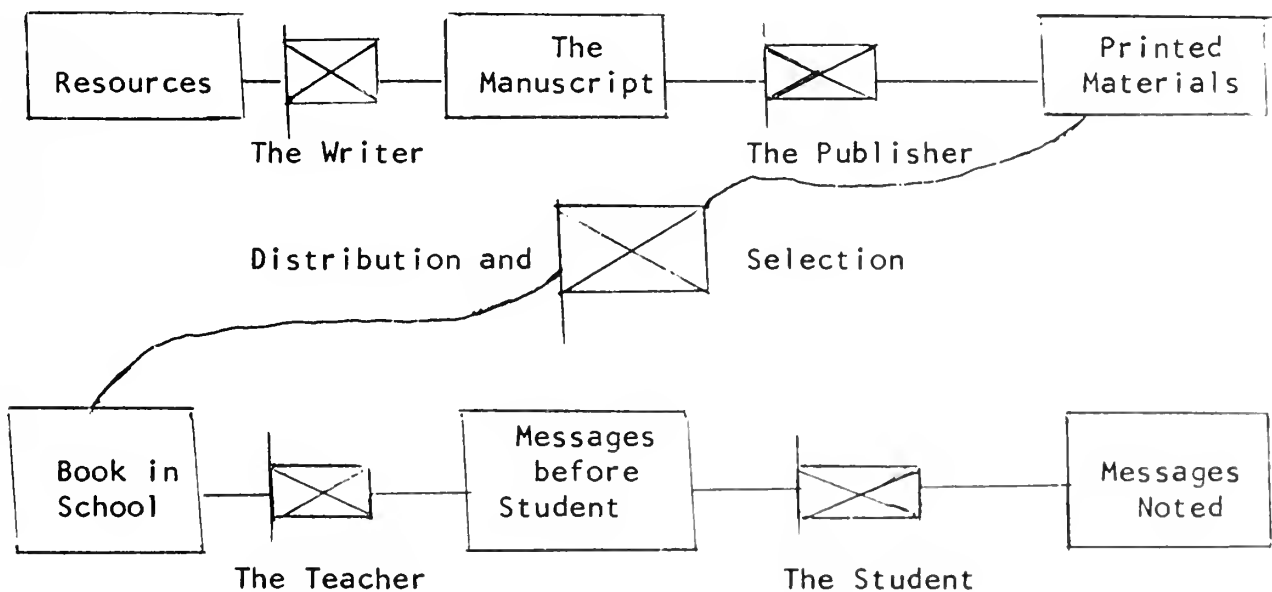 Resources
The
Manuscript
Printed
Materials
The Writer
The Publisher
Distribution and Selection
Book in
School
Messages
before
Student
Messages
Noted
The Teacher
The Student